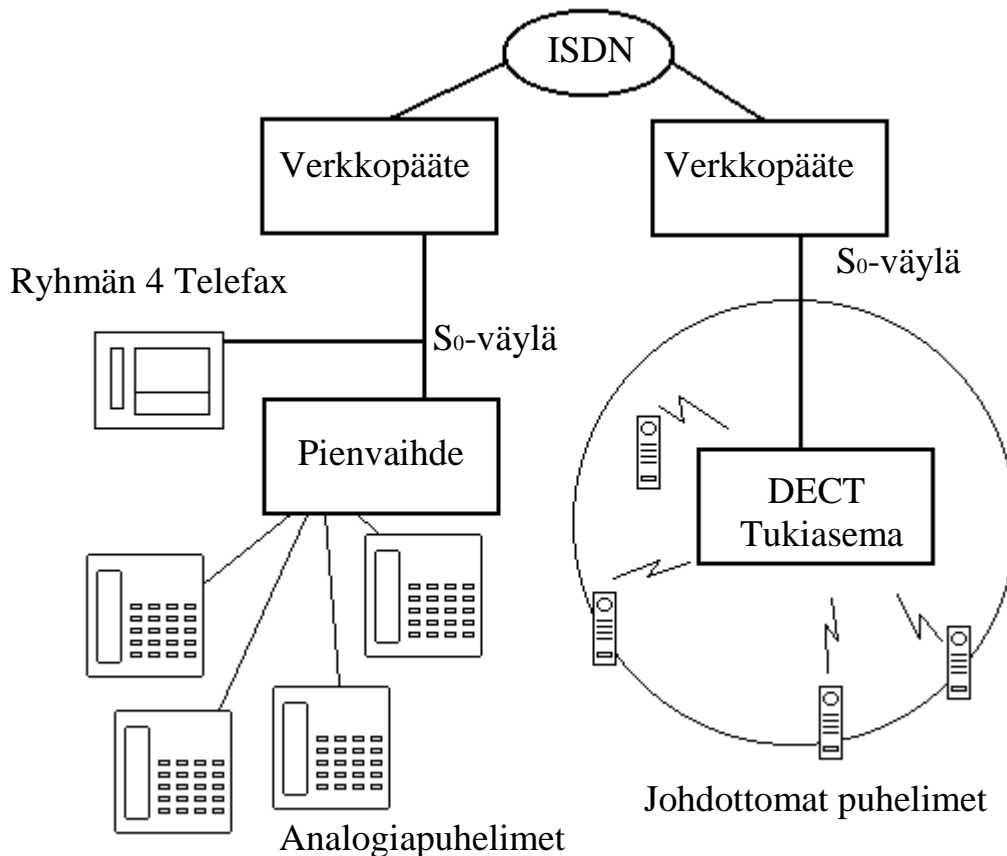 ISDN
Verkkopääte
Verkkopääte
S0-väylä
Ryhmän 4 Telefax
S0-väylä
Pienvaihde
DECT
Tukiasema
Johdottomat puhelimet
Analogiapuhelimet